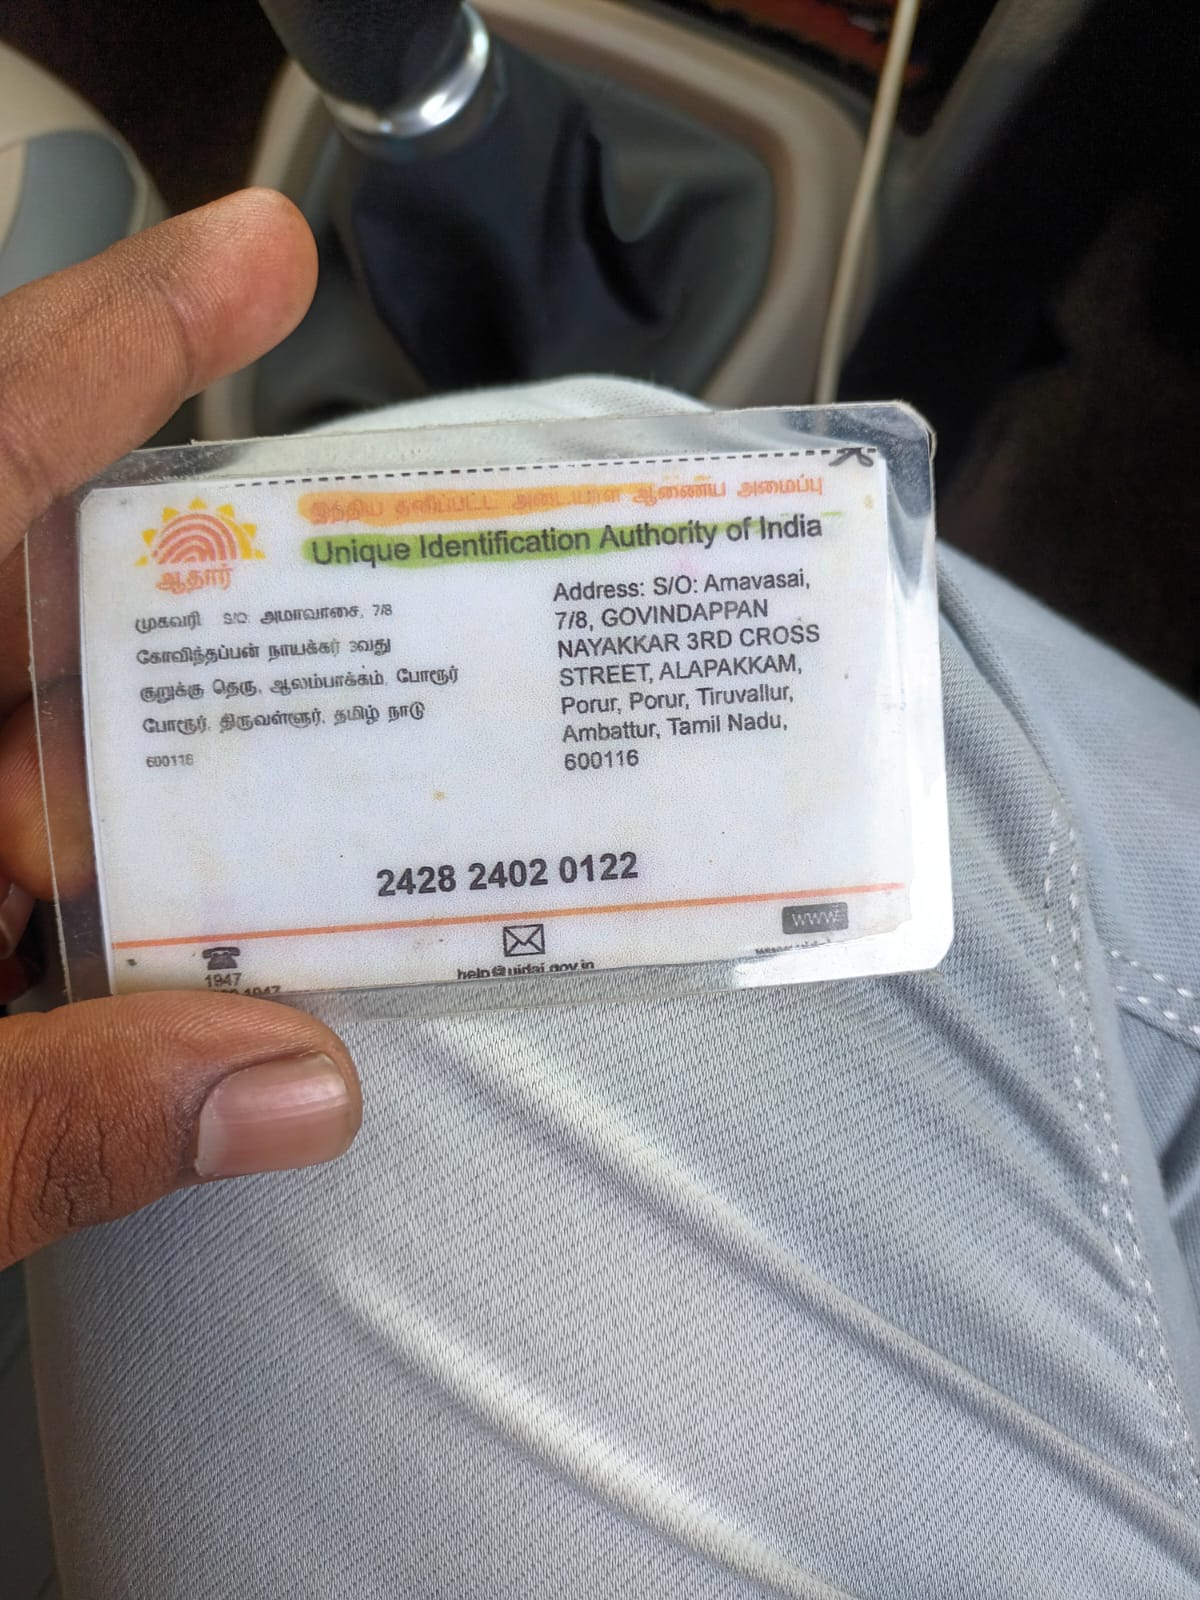 இந்திய தனிப்பட்ட அடையாள ஆணைய அமைப்பு
Unique Identification Authority of India
ஆதார்
முகவரி S/O: அமாவாசை, 7/8
கோவிந்தப்பன் நாயக்கர் 3வது
குறுக்கு தெரு, ஆலம்பாக்கம், போரூர்
போரூர், திருவள்ளூர், தமிழ் நாடு
600116
Address: S/O: Amavasai,
7/8, GOVINDAPPAN
NAYAKKAR 3RD CROSS
STREET, ALAPAKKAM,
Porur, Porur, Tiruvallur,
Ambattur, Tamil Nadu,
600116
2428 2402 0122
1947
1947
help@uidai.gov.in
WWW